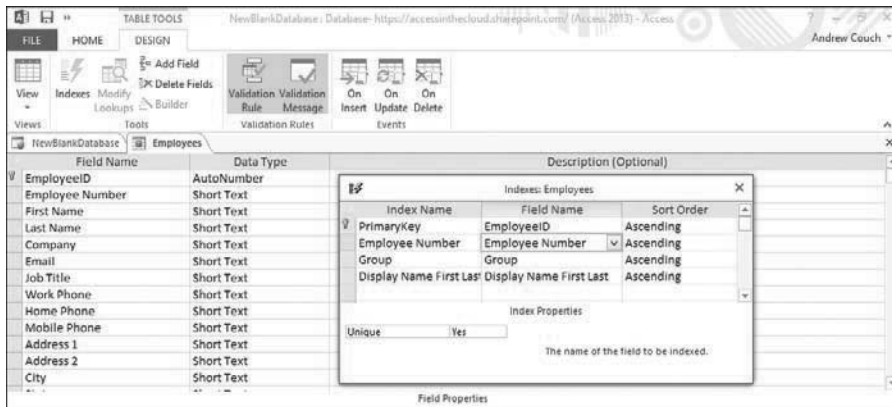 TABLE TOOLS
NewBlankDatabase : Database- https://accessinthecloud.sharepoint.com/ (Access 2013) - Access
FILE HOME DESIGN Andrew Couch
View Indexes Modify Lookups Add Field Delete Fields Builder Validation Rule Validation Message On Insert On Update On Delete
Views Tools Validation Rules Events
NewBlankDatabase Employees
Field Name Data Type Description (Optional)
EmployeeID AutoNumber
Employee Number Short Text
First Name Short Text
Last Name Short Text
Company Short Text
Email Short Text
Job Title Short Text
Work Phone Short Text
Home Phone Short Text
Mobile Phone Short Text
Address 1 Short Text
Address 2 Short Text
City Short Text
Indexes: Employees
Index Name Field Name Sort Order
PrimaryKey EmployeeID Ascending
Employee Number Employee Number Ascending
Group Group Ascending
Display Name First Las Display Name First Last Ascending
Index Properties
Unique Yes
The name of the field to be indexed.
Field Properties